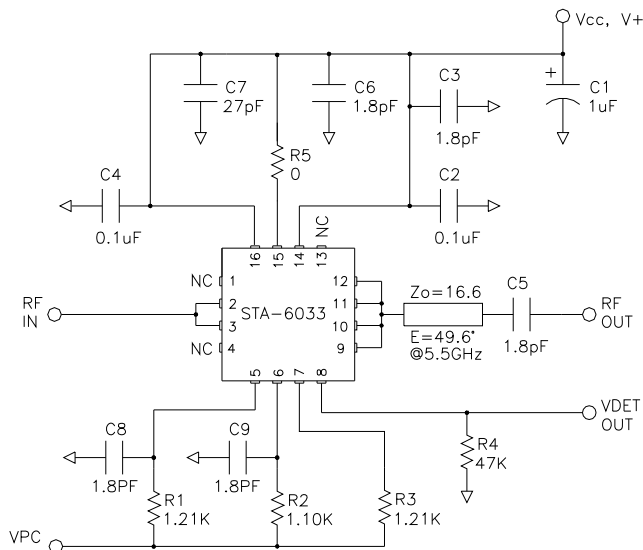 Vcc, V+
C7
27pF
C6
1.8pF
C3
1.8pF
+
C1
1uF
R5
0
C4
0.1uF
C2
0.1uF
NC
16
15
14
13
NC
1
2
3
NC
4
STA-6033
12
11
10
9
RF
IN
Zo=16.6
E=49.6°
@5.5GHz
C5
1.8pF
RF
OUT
5
6
7
8
VDET
OUT
C8
1.8PF
C9
1.8PF
R4
47K
R1
1.21K
R2
1.10K
R3
1.21K
VPC